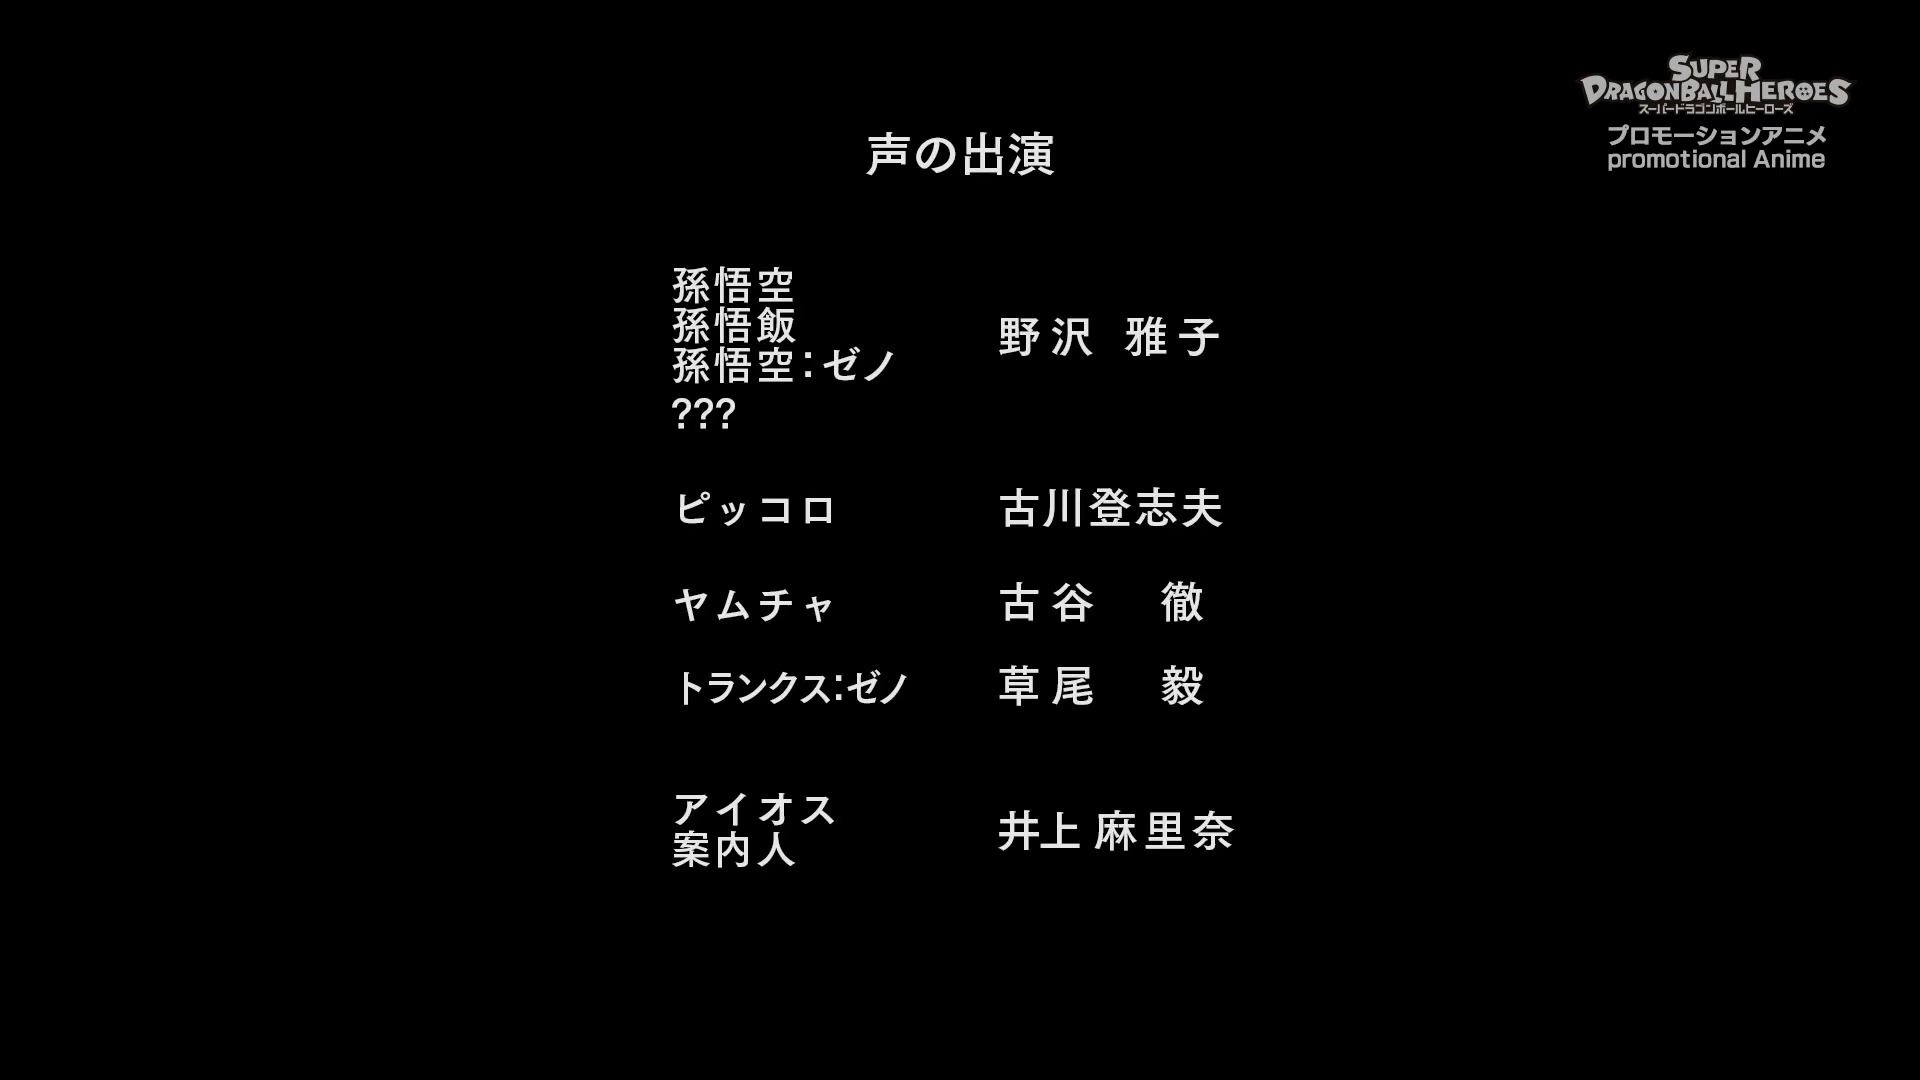 SUPER
DRAGONBALL HEROES
スーパードラゴンボールヒーローズ
プロモーションアニメ
promotional Anime
声の出演
孫悟空
孫悟飯
孫悟空:ゼノ
???
野沢 雅子
ピッコロ 古川登志夫
ヤムチャ 古谷 徹
トランクス:ゼノ 草尾 毅
アイオス
案内人
井上 麻里奈